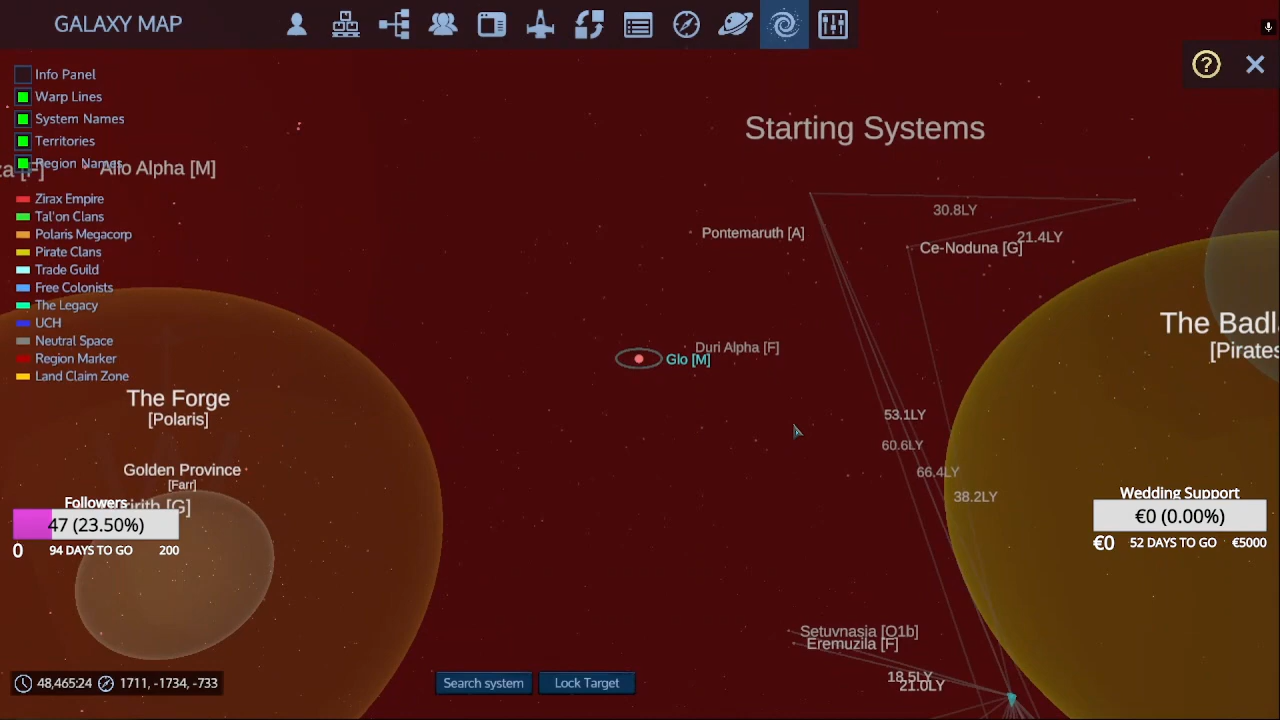 GALAXY MAP
?
Info Panel
Warp Lines
System Names
Territories
Region Names
Alio Alpha [M]
Zirax Empire
Tal'on Clans
Polaris Megacorp
Pirate Clans
Trade Guild
Free Colonists
The Legacy
UCH
Neutral Space
Region Marker
Land Claim Zone
Starting Systems
30.8LY
Pontemaruth [A]
21.4LY
Ce-Noduna [G]
The Badl
[Pirates
Duri Alpha [F]
Glo [M]
The Forge
[Polaris]
53.1LY
60.6LY
66.4LY
38.2LY
Golden Province
[Farr]
Followers
47 (23.50%)
0 94 DAYS TO GO 200
Wedding Support
€0 (0.00%)
€0 52 DAYS TO GO €5000
Setuvnasia [O1b]
Eremuzila [F]
18.5LY
21.0LY
48,465:24 1711, -1734, -733
Search system
Lock Target